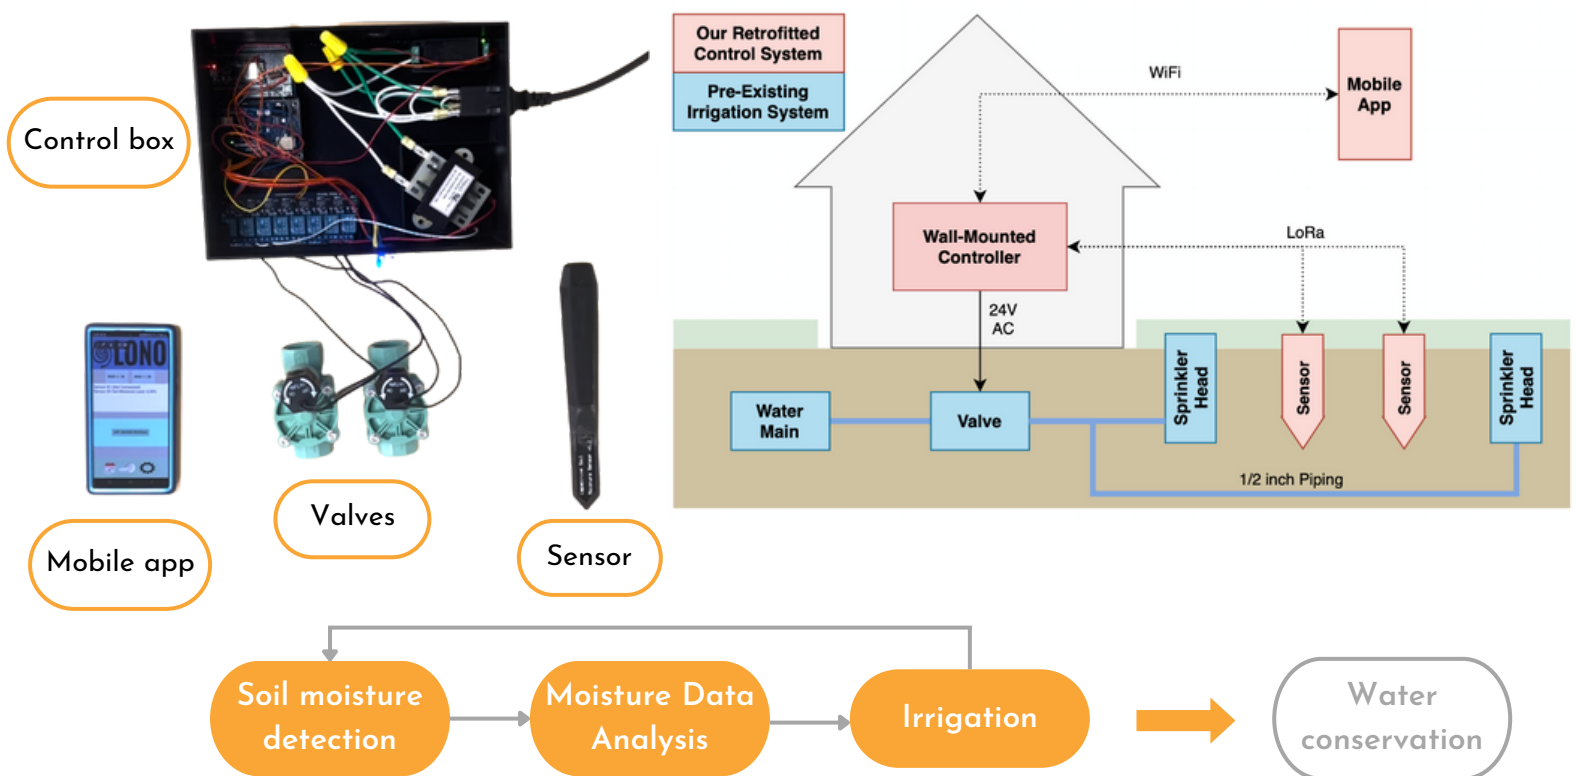 Control box
LONO
Mobile app
Valves
Sensor
Our Retrofitted
Control System
Pre-Existing
Irrigation System
WiFi
Mobile
App
Wall-Mounted
Controller
LoRa
24V
AC
Water
Main
Valve
Sprinkler
Head
Sensor
Sensor
Sprinkler
Head
1/2 inch Piping
Soil moisture
detection
Moisture Data
Analysis
Irrigation
Water
conservation